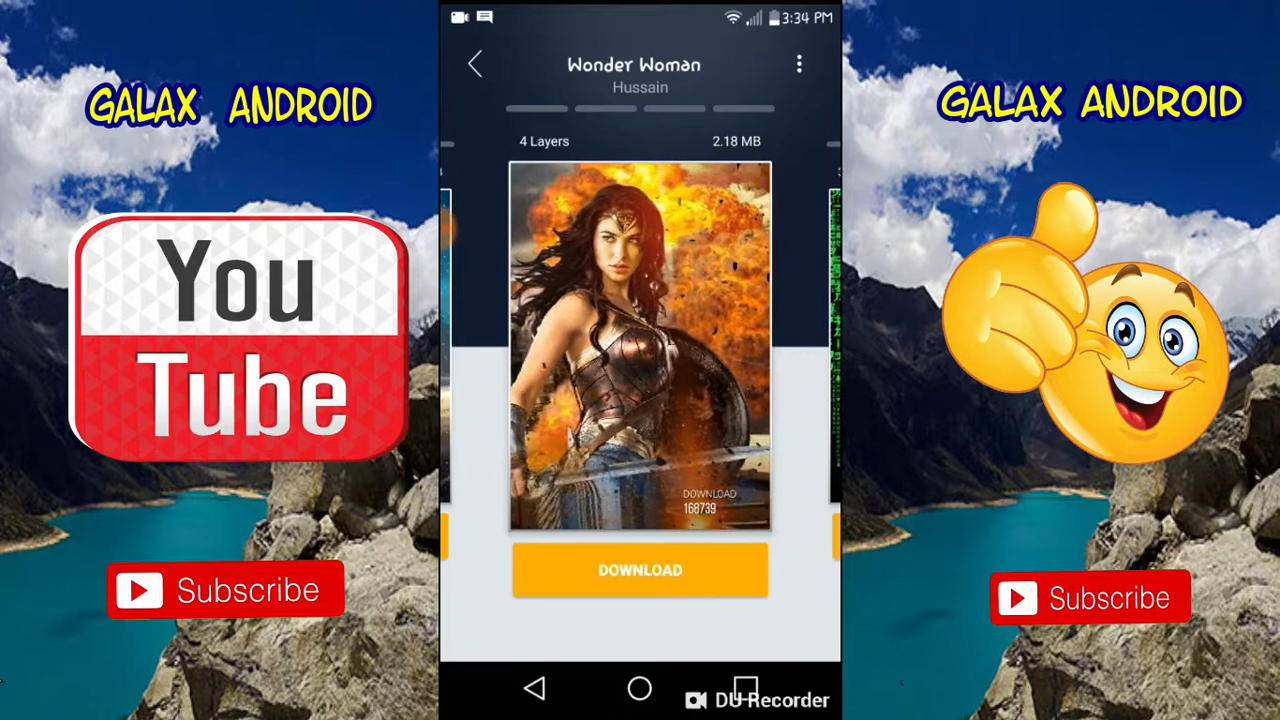 GALAX ANDROID
You
Tube
Subscribe
3:34 PM
Wonder Woman
Hussain
4 Layers
2.18 MB
DOWNLOAD
168739
DOWNLOAD
DU Recorder
GALAX ANDROID
Subscribe